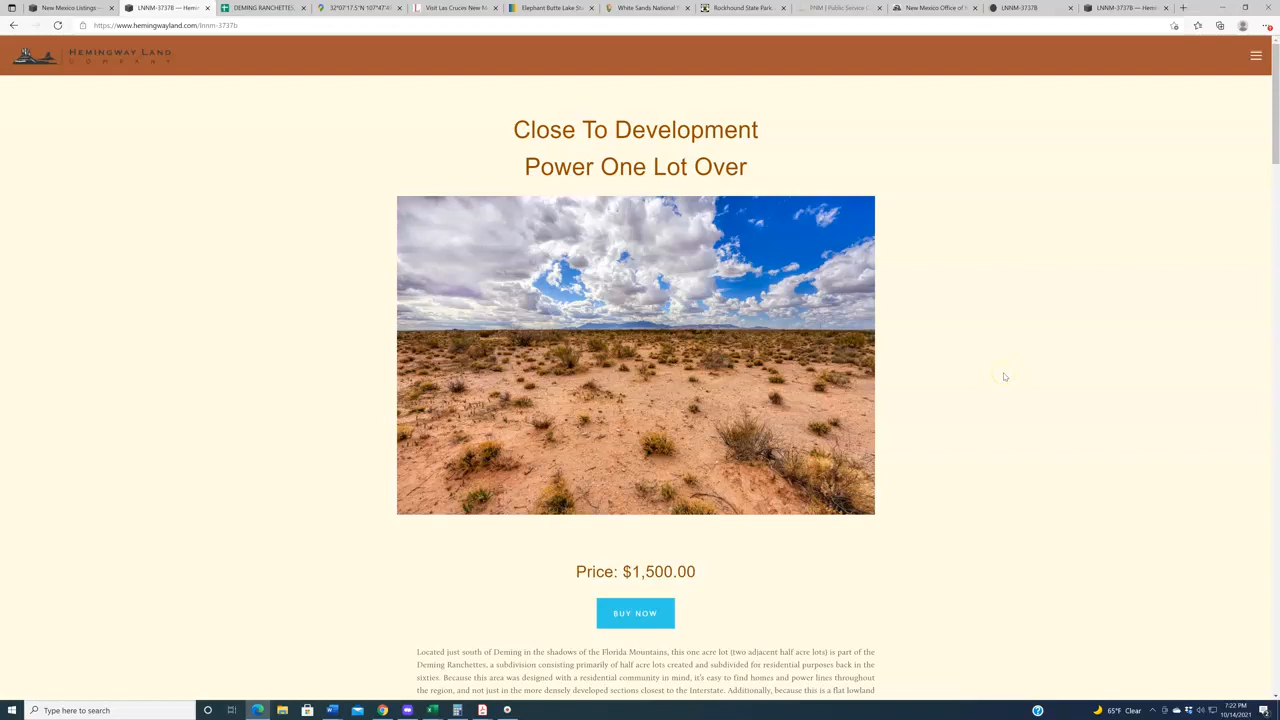 New Mexico Listings —
LNNM-3737B — Hemi
DEMING RANCHETTES
32°07'17.5"N 107°47'4
Visit Las Cruces New M
Elephant Butte Lake Sta
White Sands National
Rockhound State Park
PNM | Public Service C
New Mexico Office of
LNNM-3737B
LNNM-3737B — Hemi
https://www.hemingwayland.com/lnnm-3737b
HEMINGWAY LAND
COMPANY
Close To Development
Power One Lot Over
Price: $1,500.00
BUY NOW
Located just south of Deming in the shadows of the Florida Mountains, this one acre lot (two adjacent half acre lots) is part of the
Deming Ranchettes, a subdivision consisting primarily of half acre lots created and subdivided for residential purposes back in the
sixties. Because this area was designed with a residential community in mind, it's easy to find homes and power lines throughout
the region, and not just in the more densely developed sections closest to the Interstate. Additionally, because this is a flat lowland
Type here to search
65°F Clear
7:22 PM
10/14/2021